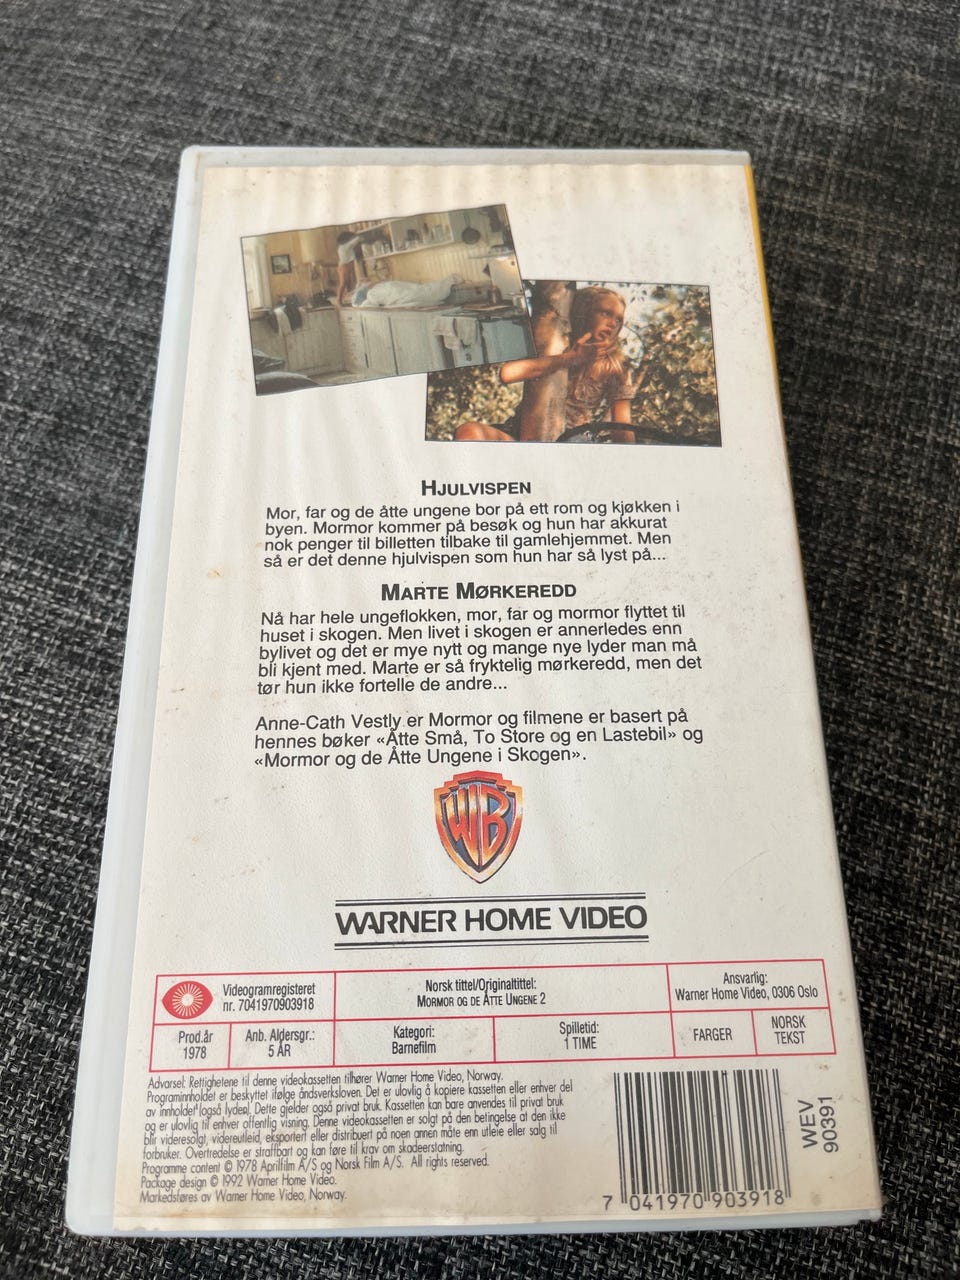 HJULVISPEN
Mor, far og de åtte ungene bor på ett rom og kjøkken i
byen. Mormor kommer på besøk og hun har akkurat
nok penger til billetten tilbake til gamlehjemmet. Men
så er det denne hjulvispen som hun har så lyst på...
MARTE MØRKEREDD
Nå har hele ungeflokken, mor, far og mormor flyttet til
huset i skogen. Men livet i skogen er annerledes enn
bylivet og det er mye nytt og mange nye lyder man må
bli kjent med. Marte er så fryktelig mørkeredd, men det
tør hun ikke fortelle de andre...
Anne-Cath Vestly er Mormor og filmene er basert på
hennes bøker «Åtte Små, To Store og en Lastebil» og
«Mormor og de Åtte Ungene i Skogen».
WB
WARNER HOME VIDEO
Videogramregisteret
nr. 7041970903918
Norsk tittel/Originaltittel:
MORMOR OG DE ÅTTE UNGENE 2
Ansvarlig:
Warner Home Video, 0306 Oslo
Prod.år
1978
Anb. Aldersgr.:
5 ÅR
Kategori:
Barnefilm
Spilletid:
1 TIME
FARGER
NORSK
TEKST
Advarsel: Rettighetene til denne videokassetten tilhører Warner Home Video, Norway.
Programinnholdet er beskyttet ifølge åndsverksloven. Det er ulovlig å kopiere kassetten eller enhver del
av innholdet (også lyden). Dette gjelder også privat bruk. Kassetten kan bare anvendes til privat bruk
og er ulovlig til enhver offentlig visning. Denne videokassetten er solgt på den betingelse at den ikke
blir videresolgt, videreutleid, eksportert eller distribuert på noen annen måte enn utleie eller salg til
forbruker. Overtredelse er straffbart og kan føre til krav om skadeerstatning.
Programme content © 1978 Aprilfilm A/S og Norsk Film A/S. All rights reserved.
Package design © 1992 Warner Home Video.
Markedsføres av Warner Home Video, Norway.
WEV
90391
7 041970 903918